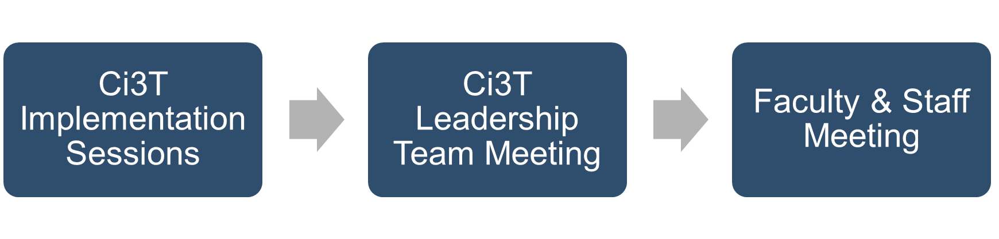 Ci3T
Implementation
Sessions
Ci3T
Leadership
Team Meeting
Faculty & Staff
Meeting